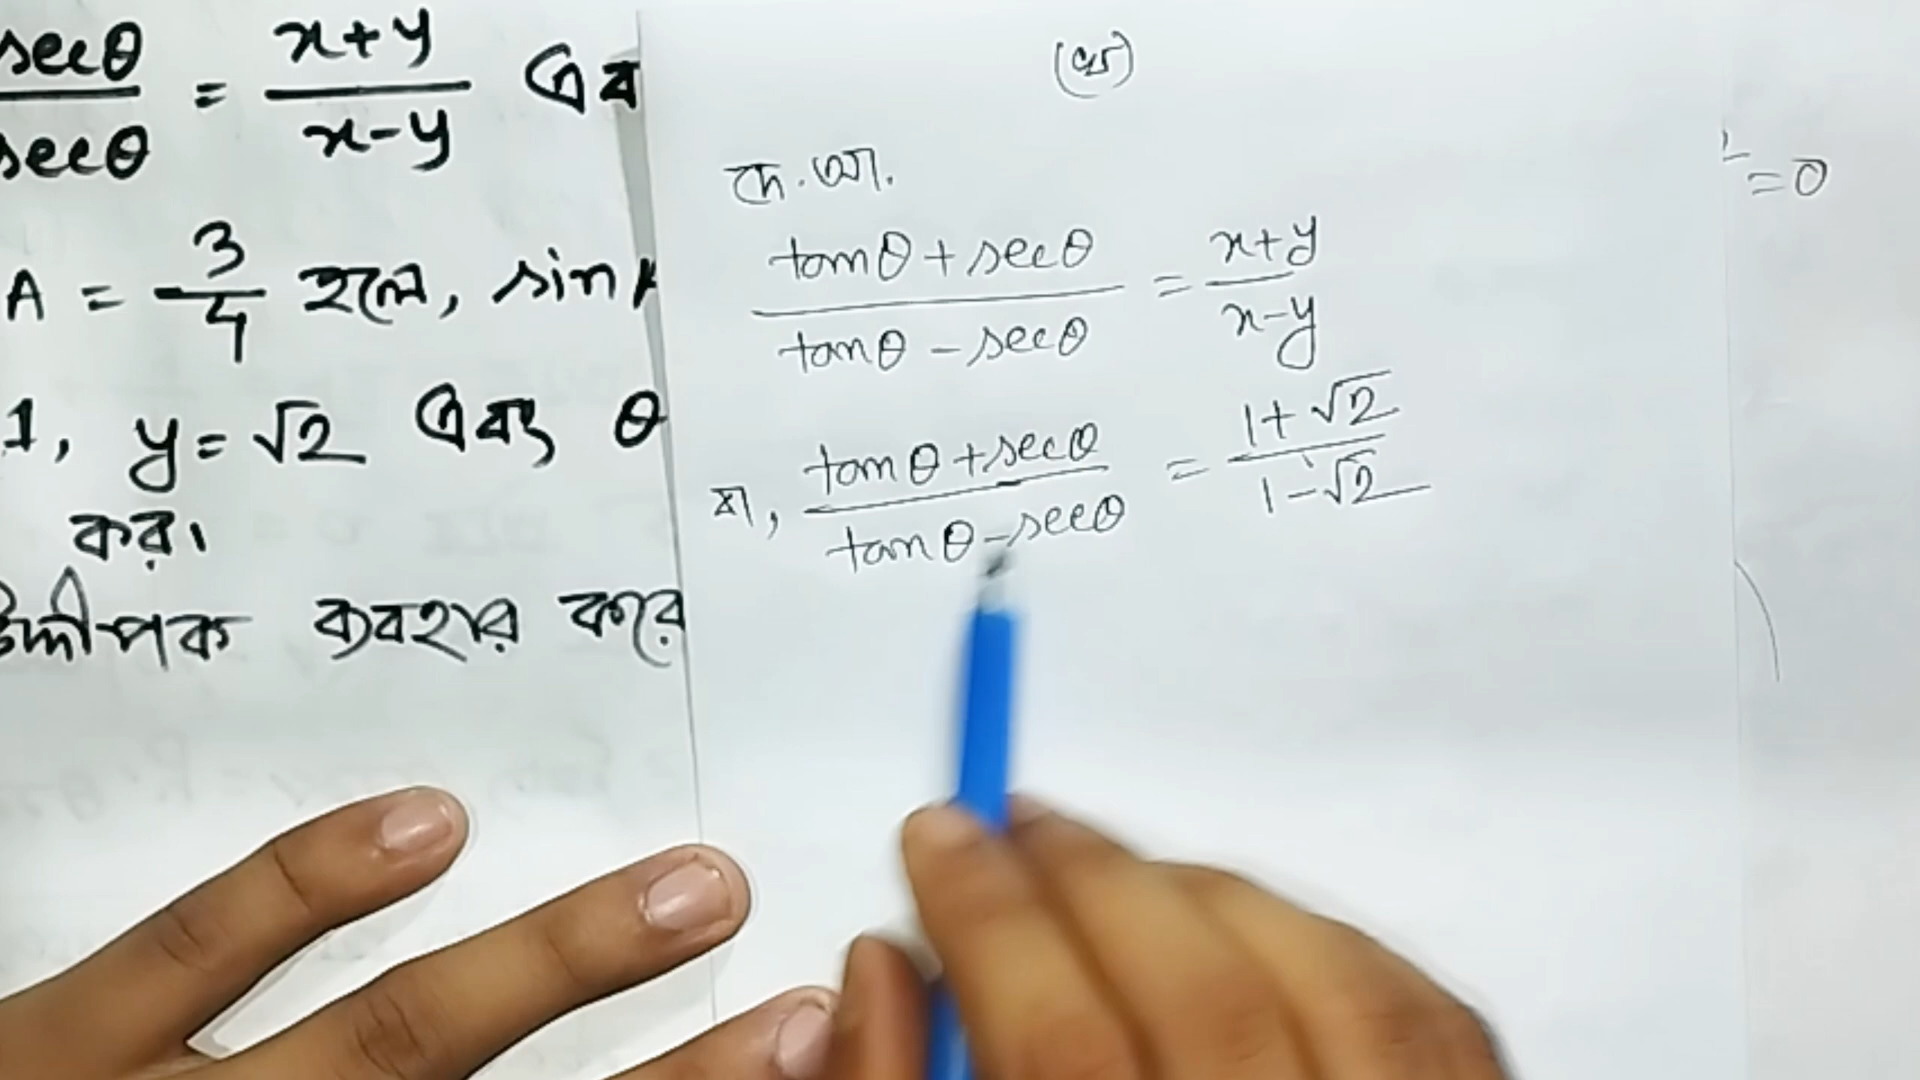 secθ/secθ = x+y/x-y এব
A = 3/4 হলে, sin A
1, y = √2 এবং θ
কর।
উদ্দীপক ব্যবহার করে
(খ)
দে.আ.
tanθ + secθ/tanθ - secθ = x+y/x-y
বা, tanθ + secθ/tanθ - secθ = 1+√2/1-√2
= 0